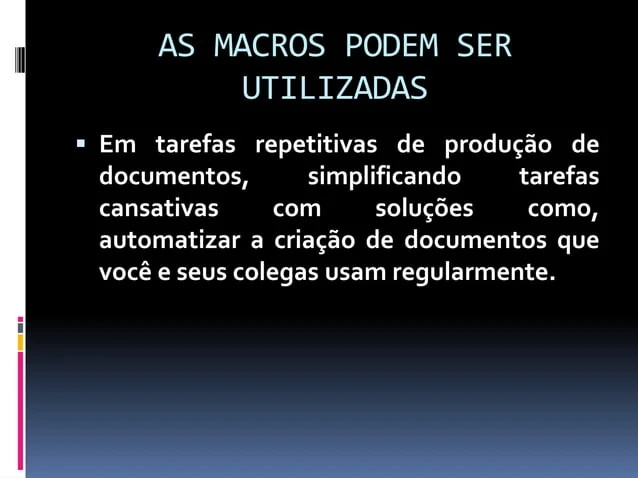 AS MACROS PODEM SER
UTILIZADAS
Em tarefas repetitivas de produção de
documentos, simplificando tarefas
cansativas com soluções como,
automatizar a criação de documentos que
você e seus colegas usam regularmente.